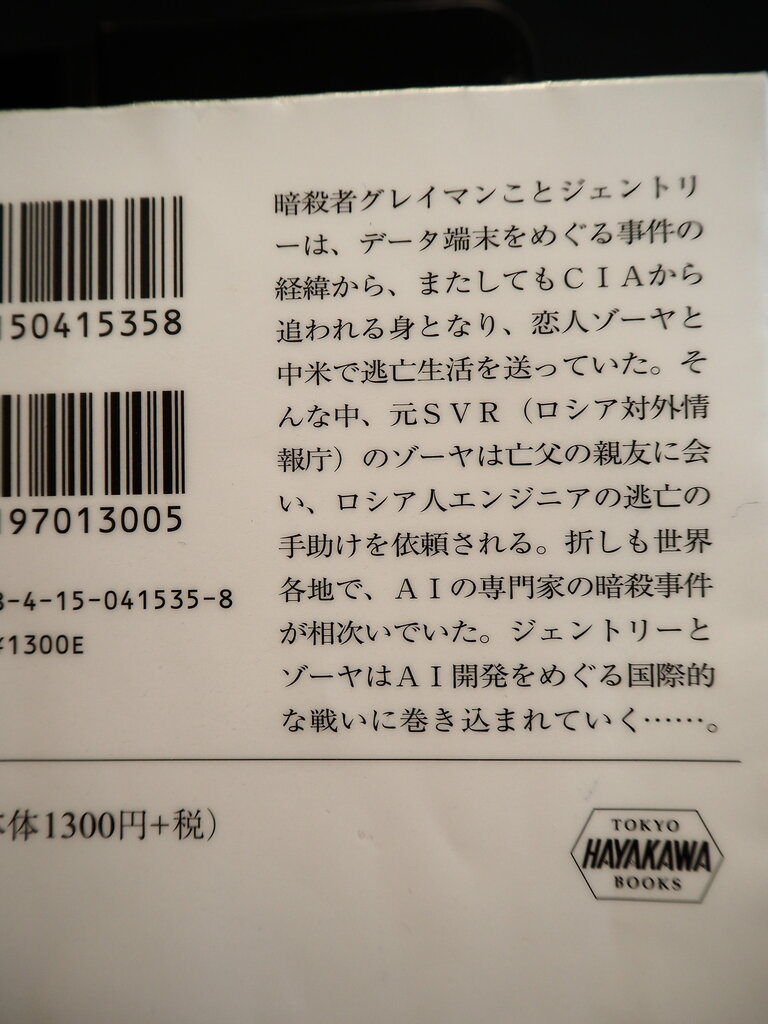 150415358
197013005
8-4-15-041535-8
¥1300E
暗殺者グレイマンことジェントリ
ーは、データ端末をめぐる事件の
経緯から、またしてもＣＩＡから
追われる身となり、恋人ゾーヤと
中米で逃亡生活を送っていた。そ
んな中、元ＳＶＲ（ロシア対外情
報庁）のゾーヤは亡父の親友に会
い、ロシア人エンジニアの逃亡の
手助けを依頼される。折しも世界
各地で、ＡＩの専門家の暗殺事件
が相次いでいた。ジェントリーと
ゾーヤはＡＩ開発をめぐる国際的
な戦いに巻き込まれていく……。
本体1300円+税）
TOKYO
HAYAKAWA
BOOKS